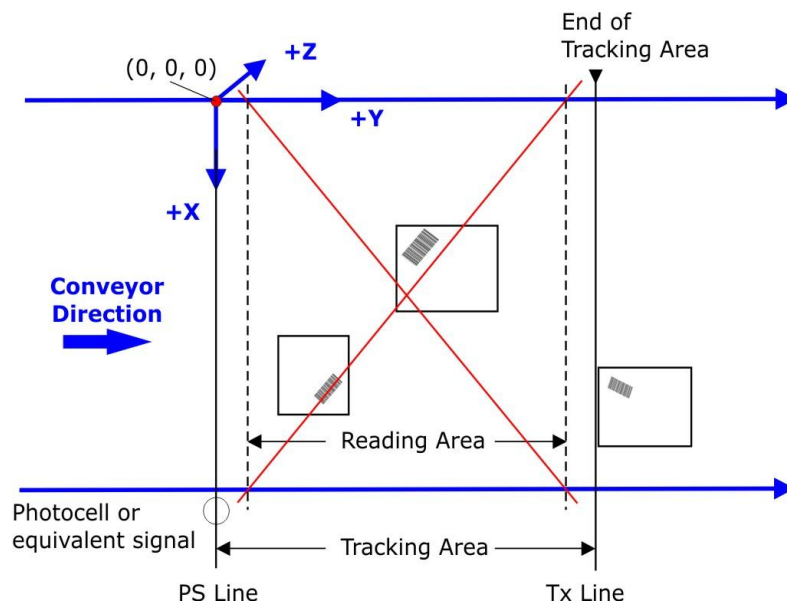 End of
Tracking Area
(0, 0, 0)
+Z
+Y
+X
Conveyor
Direction
Reading Area
Photocell or
equivalent signal
Tracking Area
PS Line
Tx Line